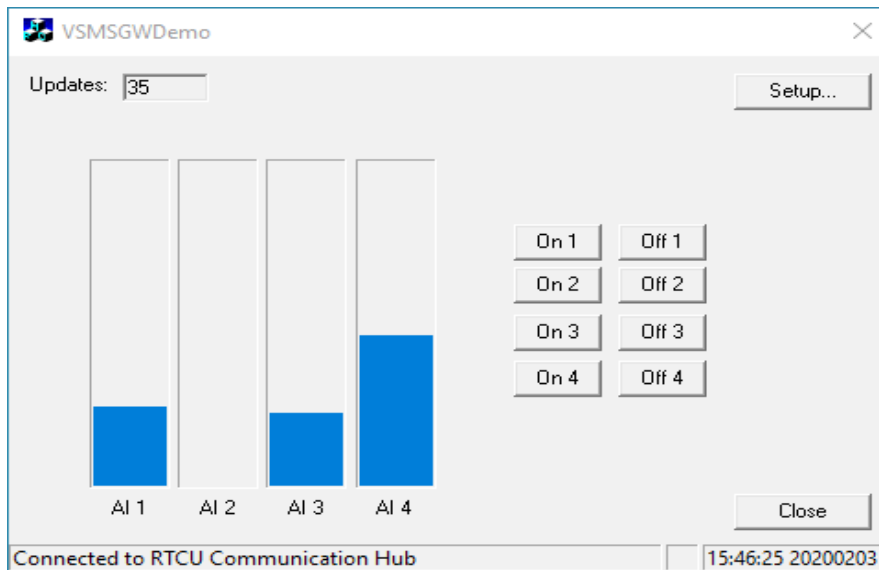 VSMSGWDemo
Updates: 35
Setup...
On 1 Off 1
On 2 Off 2
On 3 Off 3
On 4 Off 4
AI 1 AI 2 AI 3 AI 4
Close
Connected to RTCU Communication Hub 15:46:25 20200203